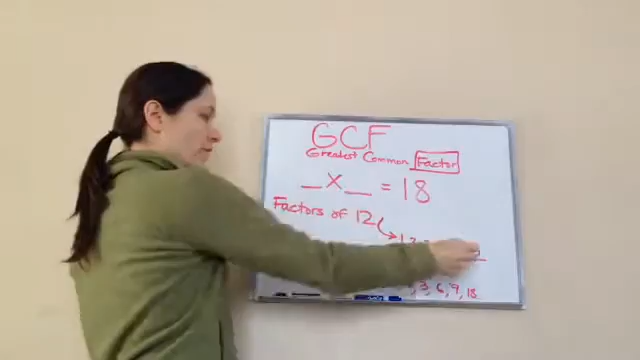 GCF
Greatest Common Factor
_ X _ = 18
Factors of 12
3, 6, 9, 18